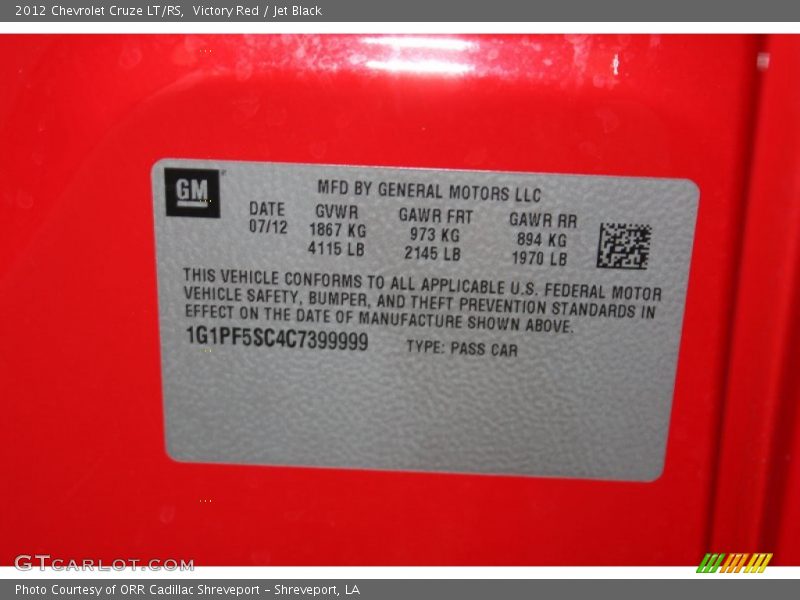 2012 Chevrolet Cruze LT/RS, Victory Red / Jet Black
GM
MFD BY GENERAL MOTORS LLC
DATE GVWR GAWR FRT GAWR RR
07/12 1867 KG 973 KG 894 KG
4115 LB 2145 LB 1970 LB
THIS VEHICLE CONFORMS TO ALL APPLICABLE U.S. FEDERAL MOTOR
VEHICLE SAFETY, BUMPER, AND THEFT PREVENTION STANDARDS IN
EFFECT ON THE DATE OF MANUFACTURE SHOWN ABOVE.
1G1PF5SC4C7399999 TYPE: PASS CAR
GTcarlot.com
Photo Courtesy of ORR Cadillac Shreveport - Shreveport, LA